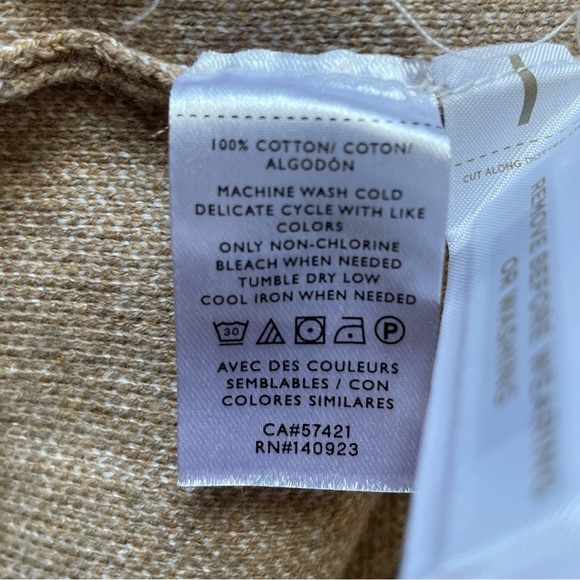 100% COTTON/ COTON/
ALGODÓN
MACHINE WASH COLD
DELICATE CYCLE WITH LIKE
COLORS
ONLY NON-CHLORINE
BLEACH WHEN NEEDED
TUMBLE DRY LOW
COOL IRON WHEN NEEDED
30
P
AVEC DES COULEURS
SEMBLABLES / CON
COLORES SIMILARES
CA#57421
RN#140923
CUT ALONG
REMOVE BEFORE WEARING
OR WASHING